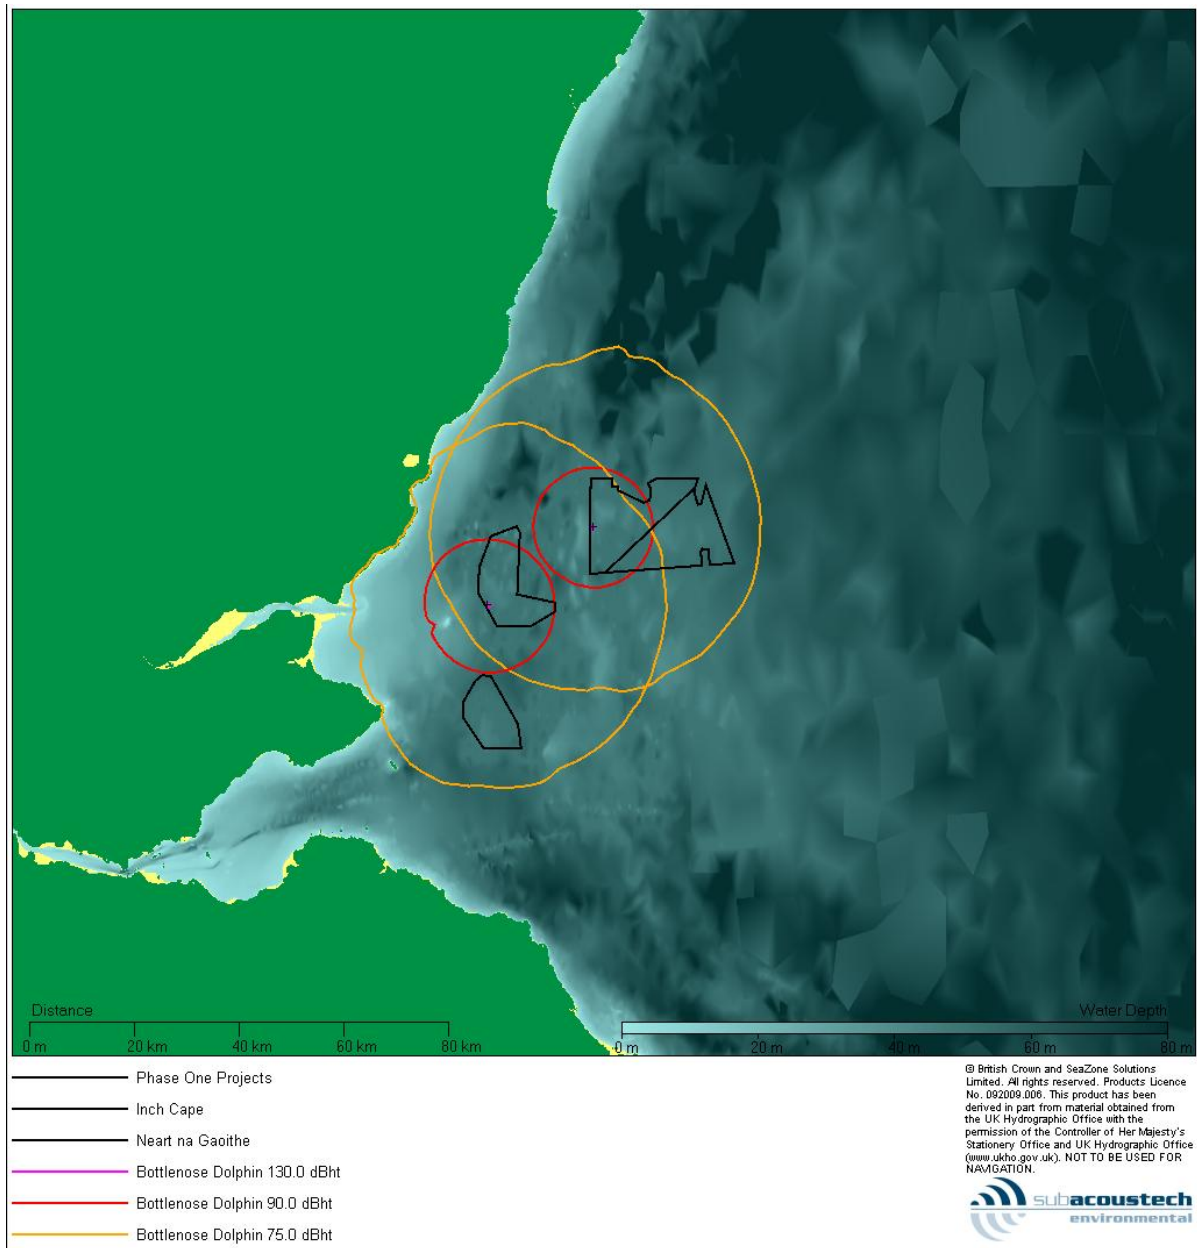 Distance
Water Depth
0 m 20 km 40 km 60 km 80 km
0 m 20 m 40 m 60 m 80 m
Phase One Projects
Inch Cape
Neart na Gaoithe
Bottlenose Dolphin 130.0 dBht
Bottlenose Dolphin 90.0 dBht
Bottlenose Dolphin 75.0 dBht
© British Crown and SeaZone Solutions
Limited. All rights reserved. Products Licence
No. 092009.006. This product has been
derived in part from material obtained from
the UK Hydrographic Office with the
permission of the Controller of Her Majesty's
Stationery Office and UK Hydrographic Office
(www.ukho.gov.uk). NOT TO BE USED FOR
NAVIGATION.
subacoustech
environmental